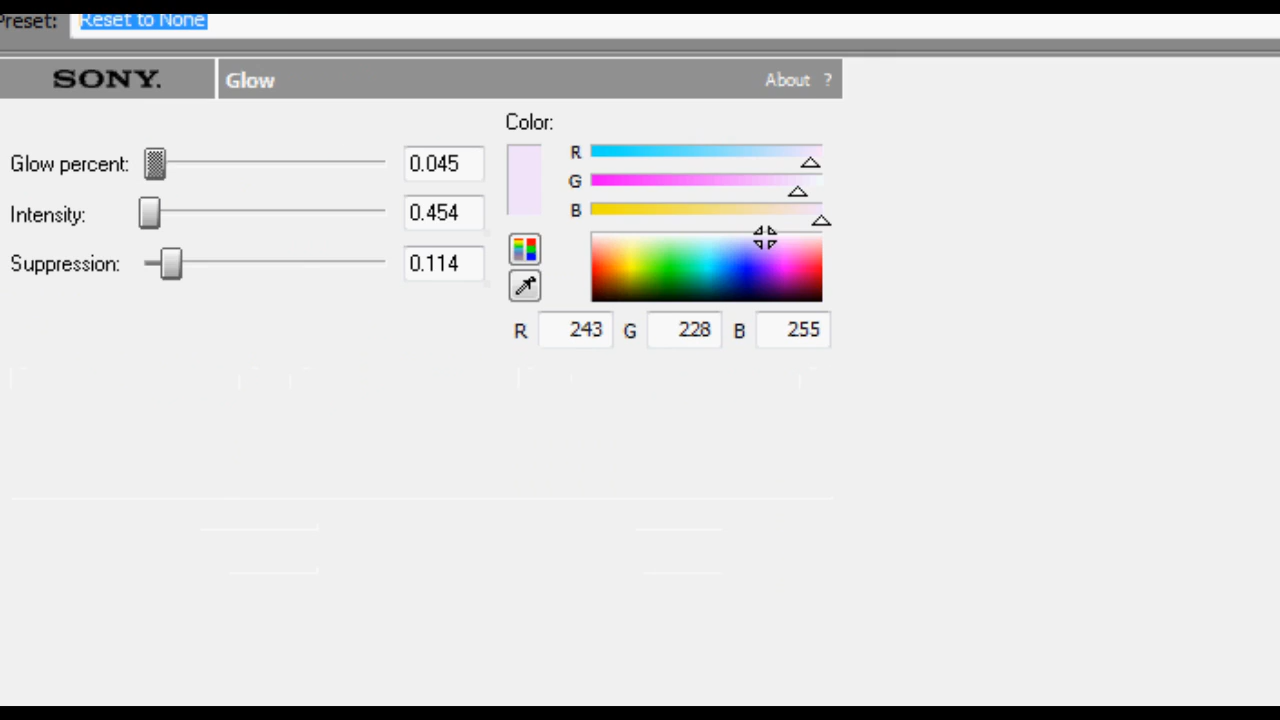 Preset: Reset to None
SONY. Glow About ?
Color:
R
Glow percent: 0.045
G
Intensity: 0.454
B
Suppression: 0.114
R 243 G 228 B 255